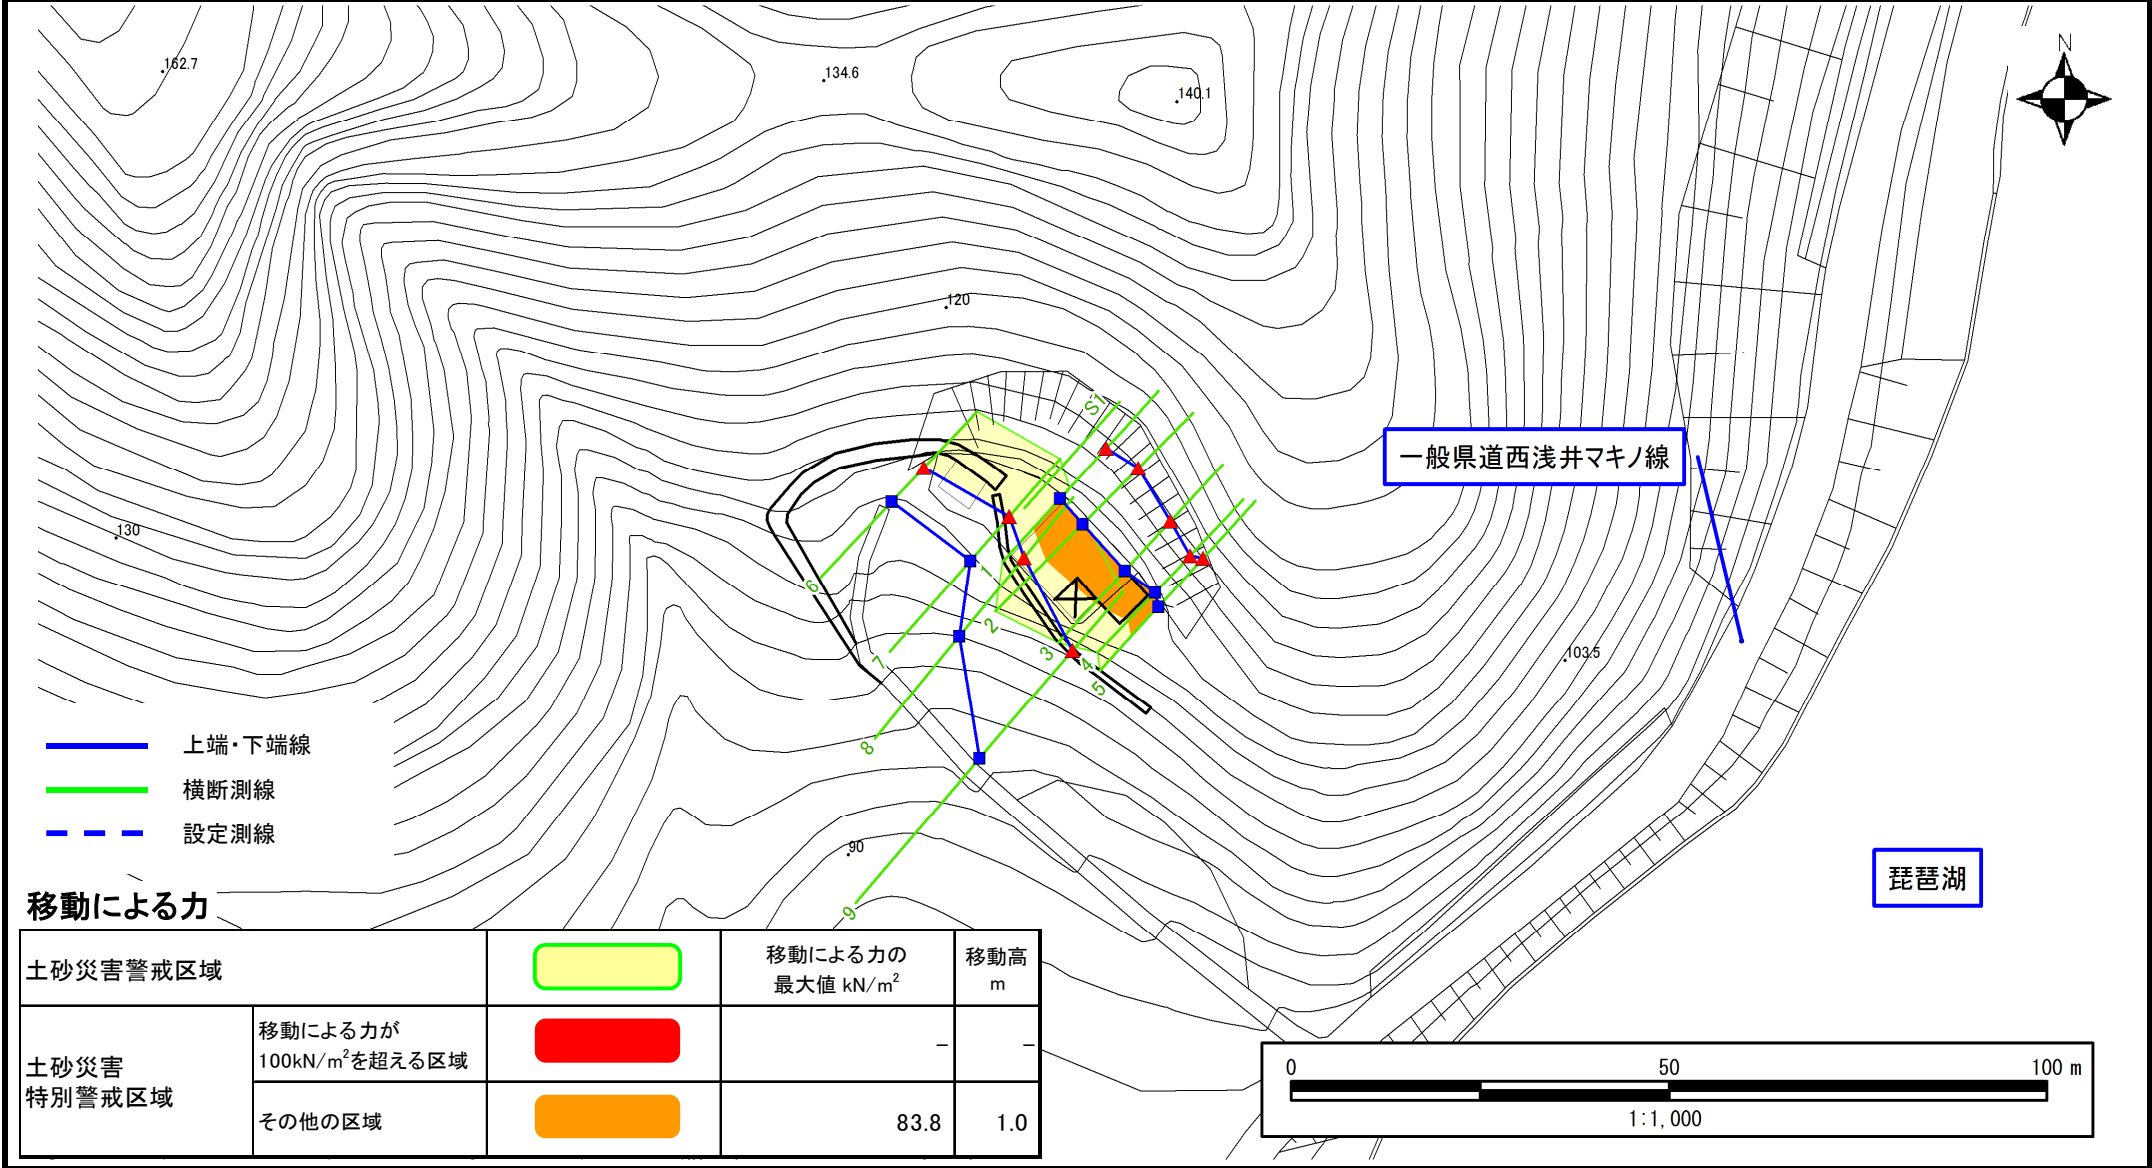 N
162.7
134.6
140.1
120
S1
一般県道西浅井マキノ線
130
6
1
2
7
3
4
5
103.5
8
9
90
上端・下端線
横断測線
設定測線
琵琶湖
移動による力
土砂災害警戒区域
移動による力の
最大値 kN/m²
移動高
m
土砂災害
特別警戒区域
移動による力が
100kN/m²を超える区域
－
－
その他の区域
83.8
1.0
0 50 100 m
1:1,000